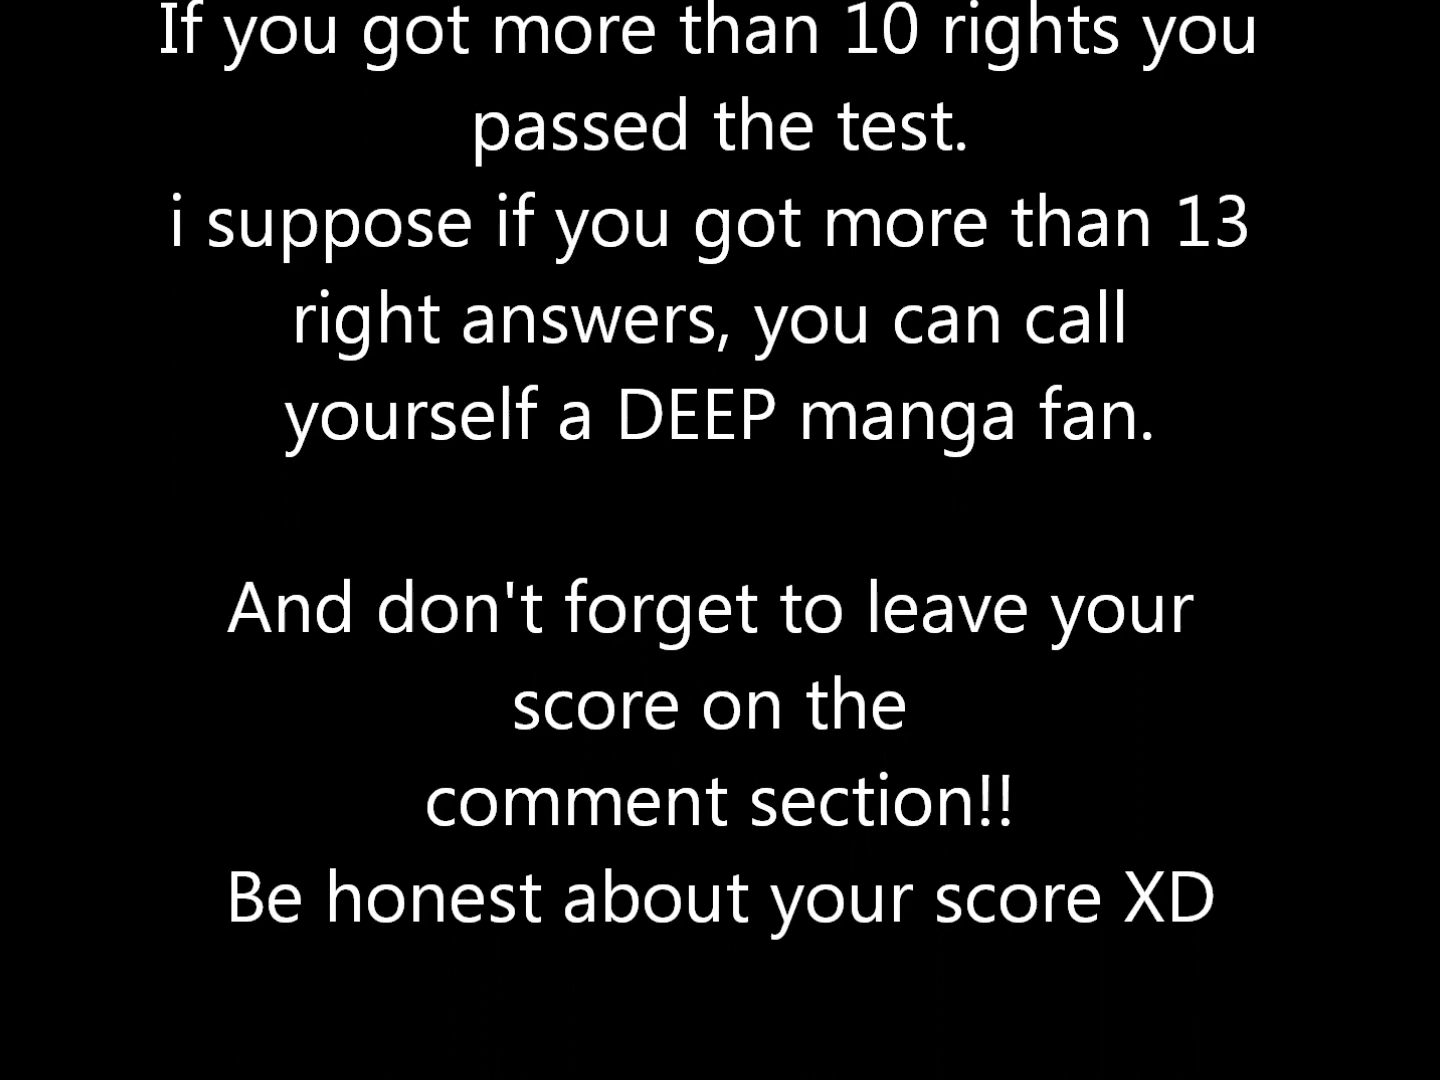 If you got more than 10 rights you
passed the test.
i suppose if you got more than 13
right answers, you can call
yourself a DEEP manga fan.
And don't forget to leave your
score on the
comment section!!
Be honest about your score XD